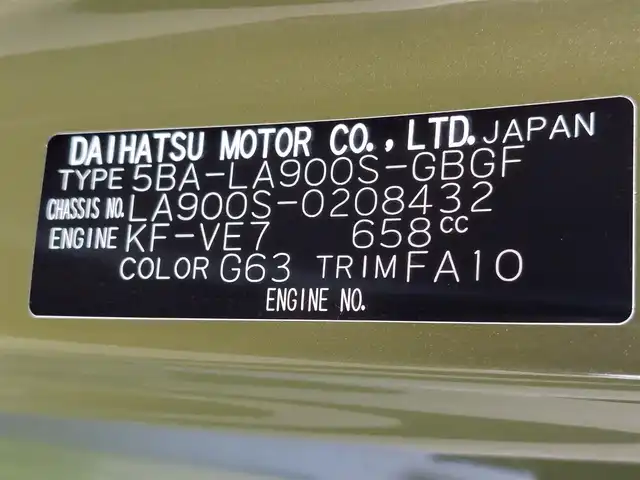 DAIHATSU MOTOR CO., LTD. JAPAN
TYPE 5BA-LA900S-GBGF
CHASSIS NO. LA900S-0208432
ENGINE KF-VE7 658cc
COLOR G63 TRIM FA10
ENGINE NO.